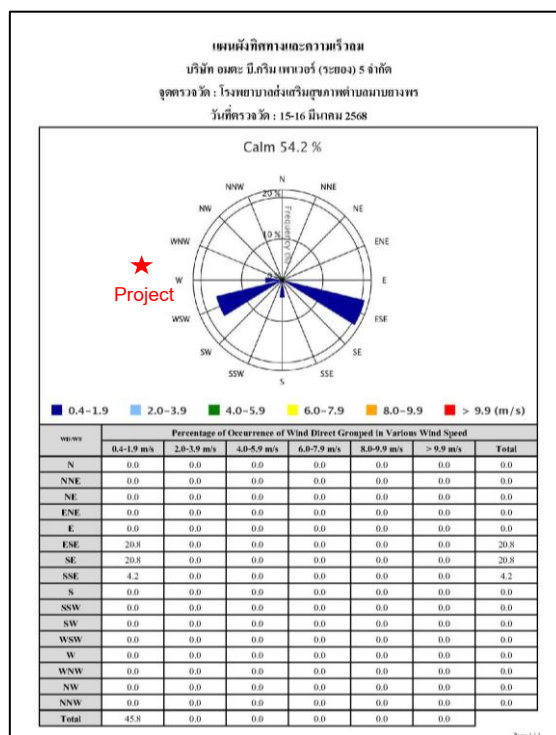 แผนผังทิศทางและความเร็วลม
บริษัท อมตะ บี.กริม เพาเวอร์ (ระยอง) 5 จำกัด
จุดตรวจวัด : โรงพยาบาลส่งเสริมสุขภาพตำบลมาบยางพร
วันที่ตรวจวัด : 15-16 มีนาคม 2568
Calm 54.2 %
N
NNW NNE
20 %
NW NE
Frequency (%)
WNW ENE
10 %
0 %
W E
Project
WSW ESE
SW SE
SSW SSE
S
0.4-1.9 2.0-3.9 4.0-5.9 6.0-7.9 8.0-9.9 > 9.9 (m/s)
WD/WS Percentage of Occurrence of Wind Direct Grouped in Various Wind Speed
0.4-1.9 m/s 2.0-3.9 m/s 4.0-5.9 m/s 6.0-7.9 m/s 8.0-9.9 m/s > 9.9 m/s Total
N 0.0 0.0 0.0 0.0 0.0 0.0 0.0
NNE 0.0 0.0 0.0 0.0 0.0 0.0 0.0
NE 0.0 0.0 0.0 0.0 0.0 0.0 0.0
ENE 0.0 0.0 0.0 0.0 0.0 0.0 0.0
E 0.0 0.0 0.0 0.0 0.0 0.0 0.0
ESE 20.8 0.0 0.0 0.0 0.0 0.0 20.8
SE 20.8 0.0 0.0 0.0 0.0 0.0 20.8
SSE 4.2 0.0 0.0 0.0 0.0 0.0 4.2
S 0.0 0.0 0.0 0.0 0.0 0.0 0.0
SSW 0.0 0.0 0.0 0.0 0.0 0.0 0.0
SW 0.0 0.0 0.0 0.0 0.0 0.0 0.0
WSW 0.0 0.0 0.0 0.0 0.0 0.0 0.0
W 0.0 0.0 0.0 0.0 0.0 0.0 0.0
WNW 0.0 0.0 0.0 0.0 0.0 0.0 0.0
NW 0.0 0.0 0.0 0.0 0.0 0.0 0.0
NNW 0.0 0.0 0.0 0.0 0.0 0.0 0.0
Total 45.8 0.0 0.0 0.0 0.0 0.0